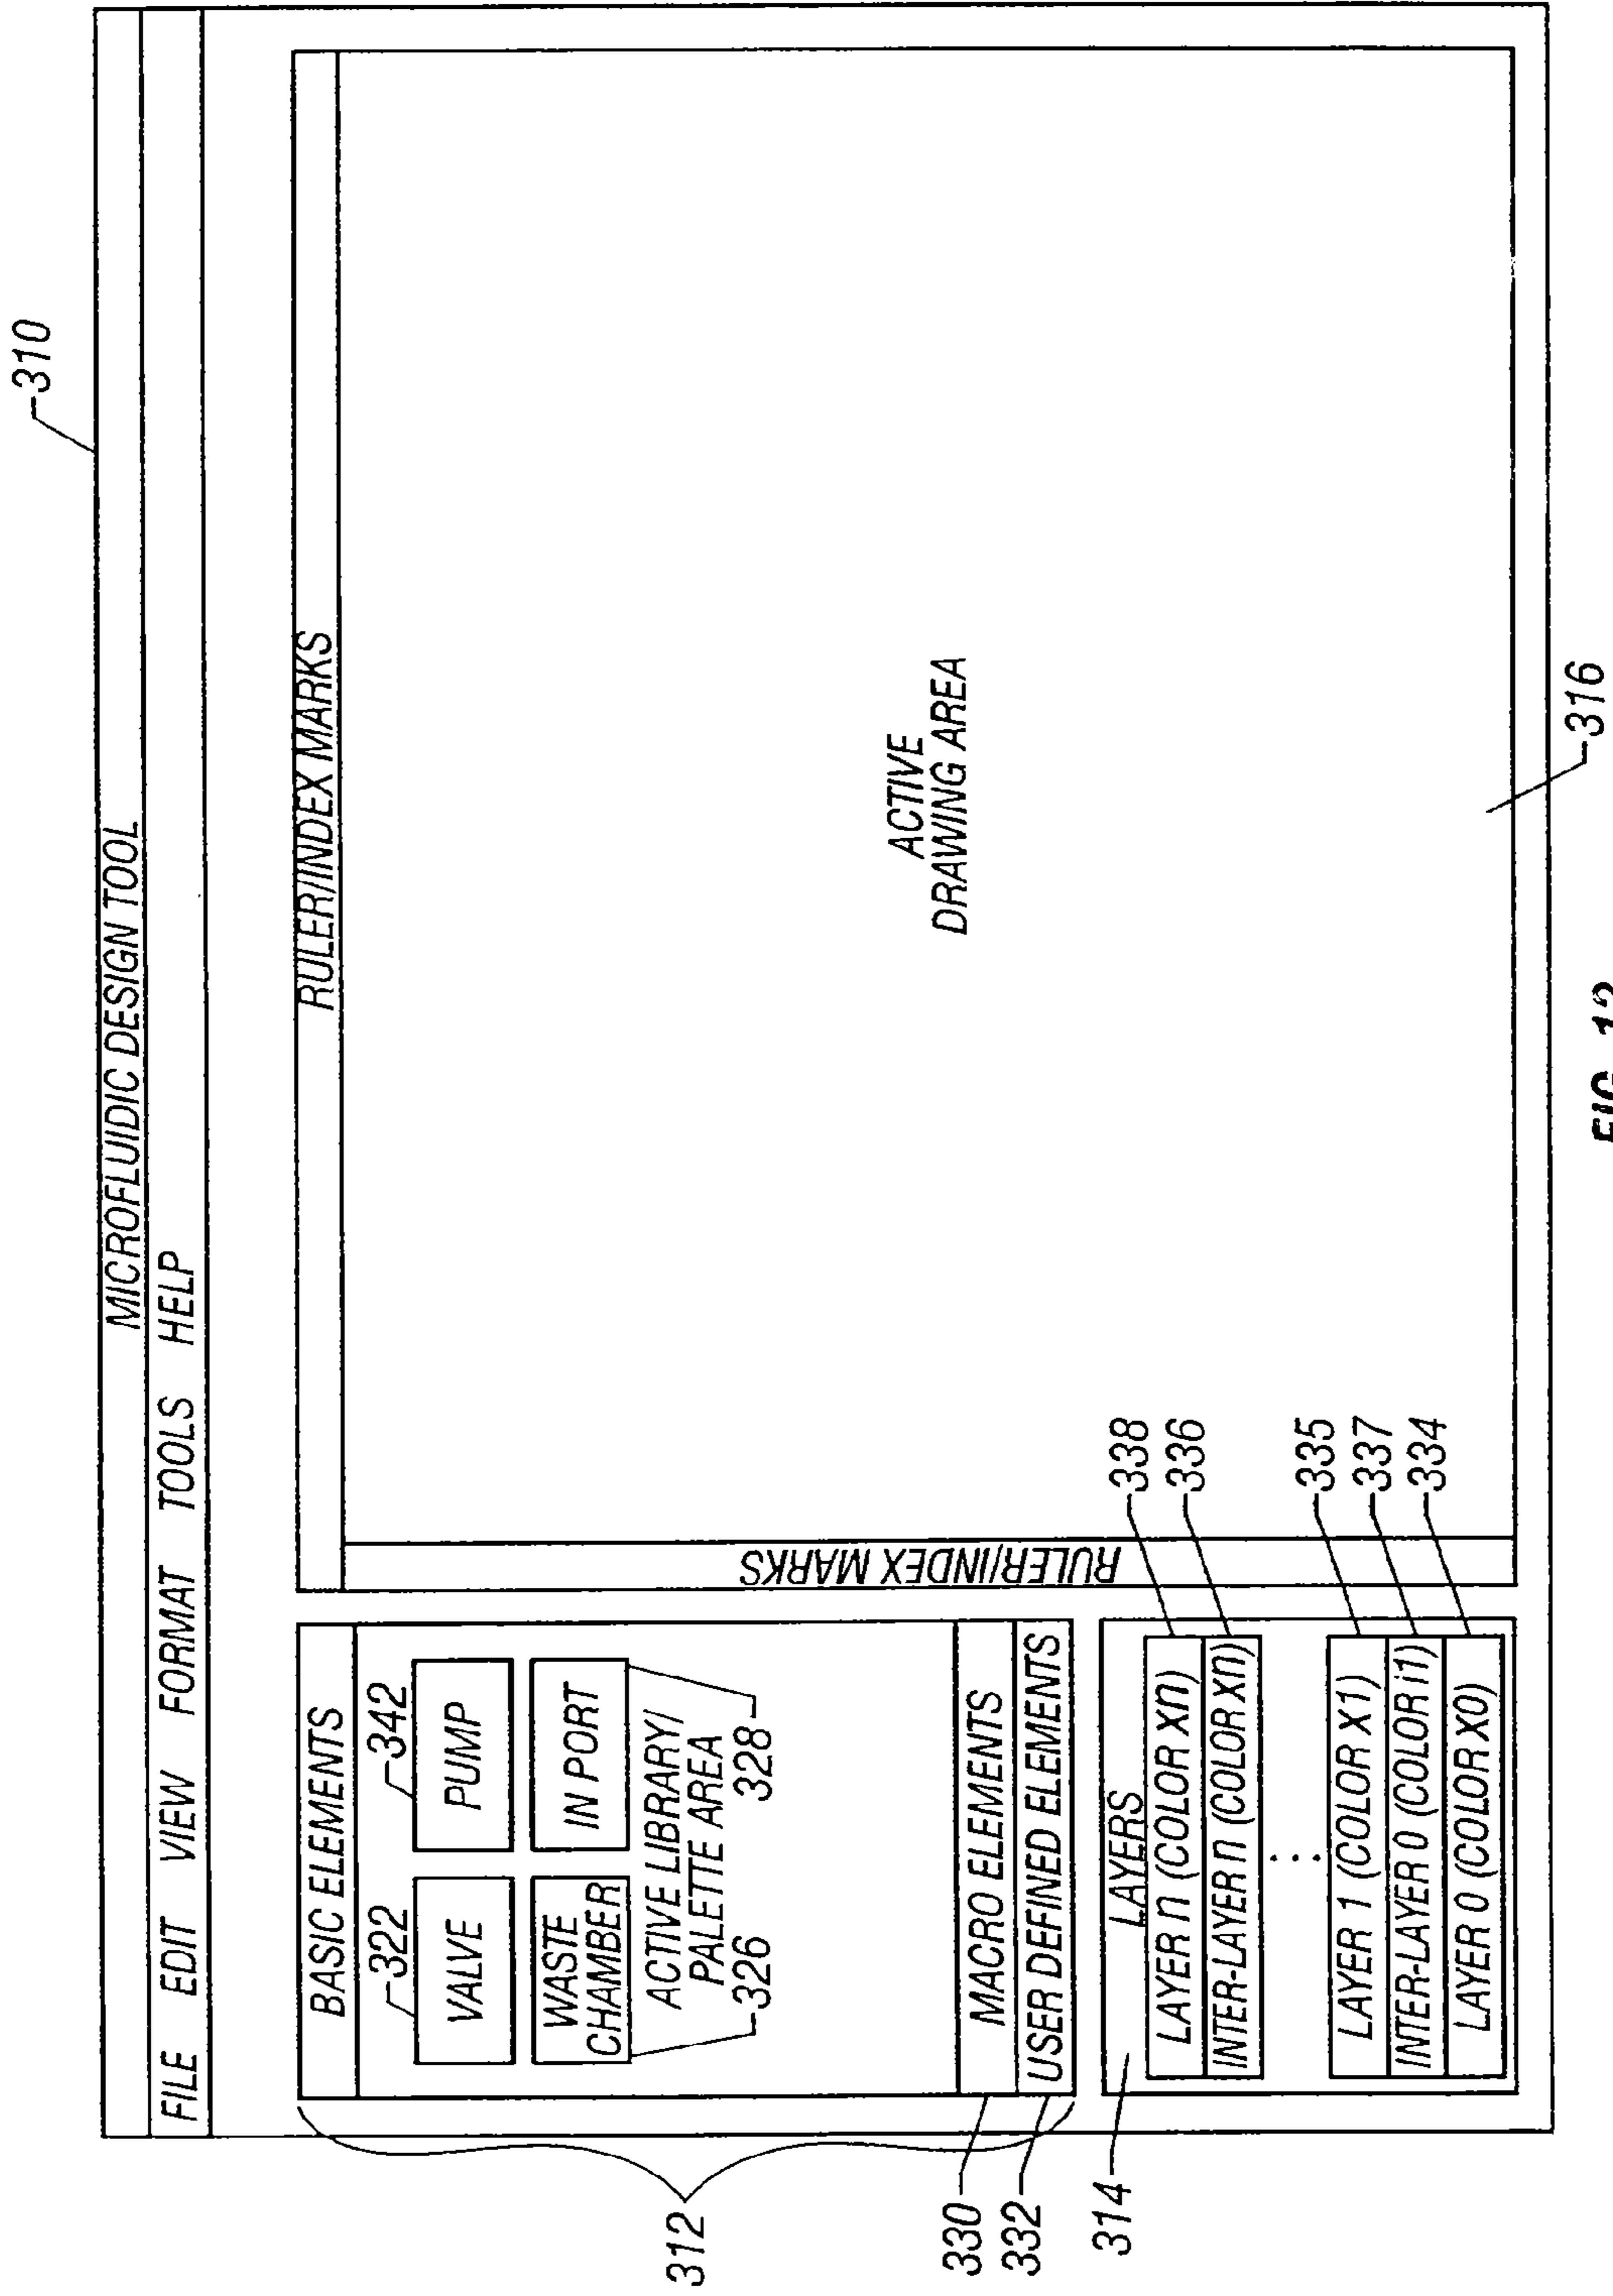 310
MICROFLUIDIC DESIGN TOOL
FILE EDIT VIEW FORMAT TOOLS HELP
312
BASIC ELEMENTS
322
342
VALVE
PUMP
WASTE
CHAMBER
IN PORT
ACTIVE LIBRARY/
PALETTE AREA
326
328
330
MACRO ELEMENTS
332
USER DEFINED ELEMENTS
RULER/INDEX MARKS
RULER/INDEX MARKS
ACTIVE
DRAWING AREA
314
LAYERS
LAYER n (COLOR Xn)
338
INTER-LAYER n (COLOR Xn)
336
...
LAYER 1 (COLOR X1)
335
INTER-LAYER 0 (COLOR i1)
337
LAYER 0 (COLOR X0)
334
316